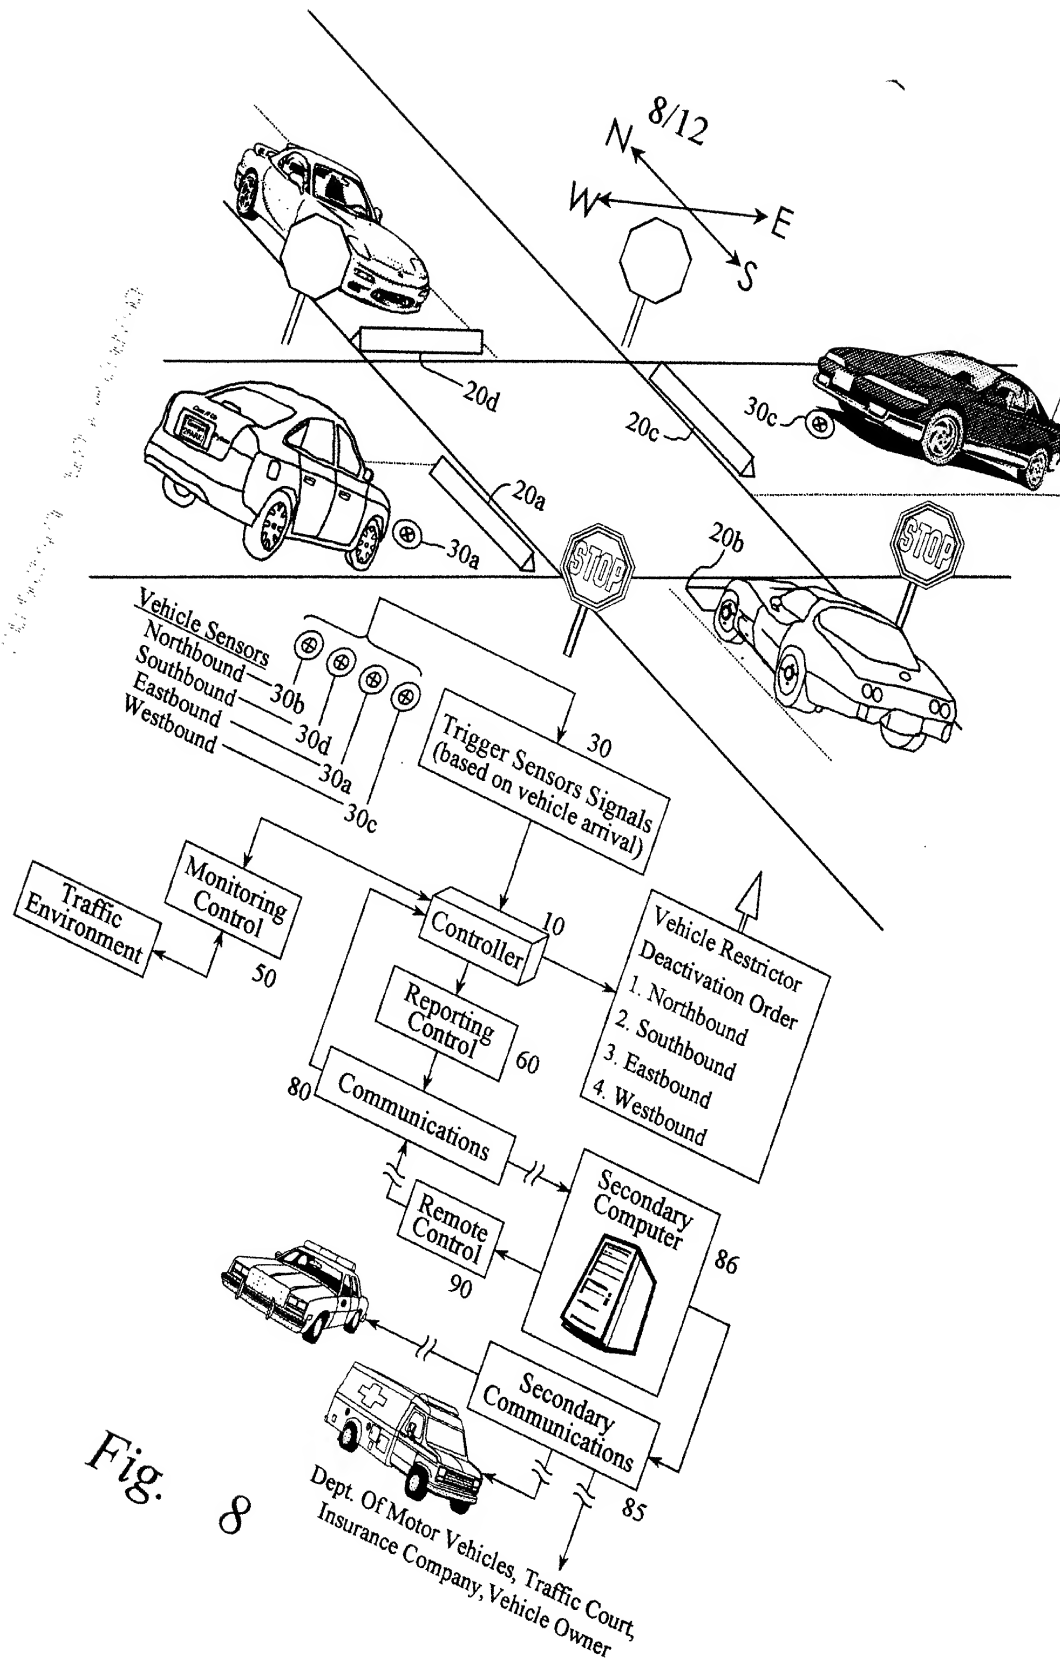 8/12
N
W
E
S
20d
20c
30c
20a
30a
20b
STOP
STOP
Vehicle Sensors
Northbound 30b
Southbound 30d
Eastbound 30a
Westbound 30c
30
Trigger Sensors Signals
(based on vehicle arrival)
Traffic
Environment
Monitoring
Control
50
10
Controller
Reporting
Control
60
Vehicle Restrictor
Deactivation Order
1. Northbound
2. Southbound
3. Eastbound
4. Westbound
80
Communications
Remote
Control
90
Secondary
Computer
86
Secondary
Communications
85
Dept. Of Motor Vehicles, Traffic Court,
Insurance Company, Vehicle Owner
Fig. 8